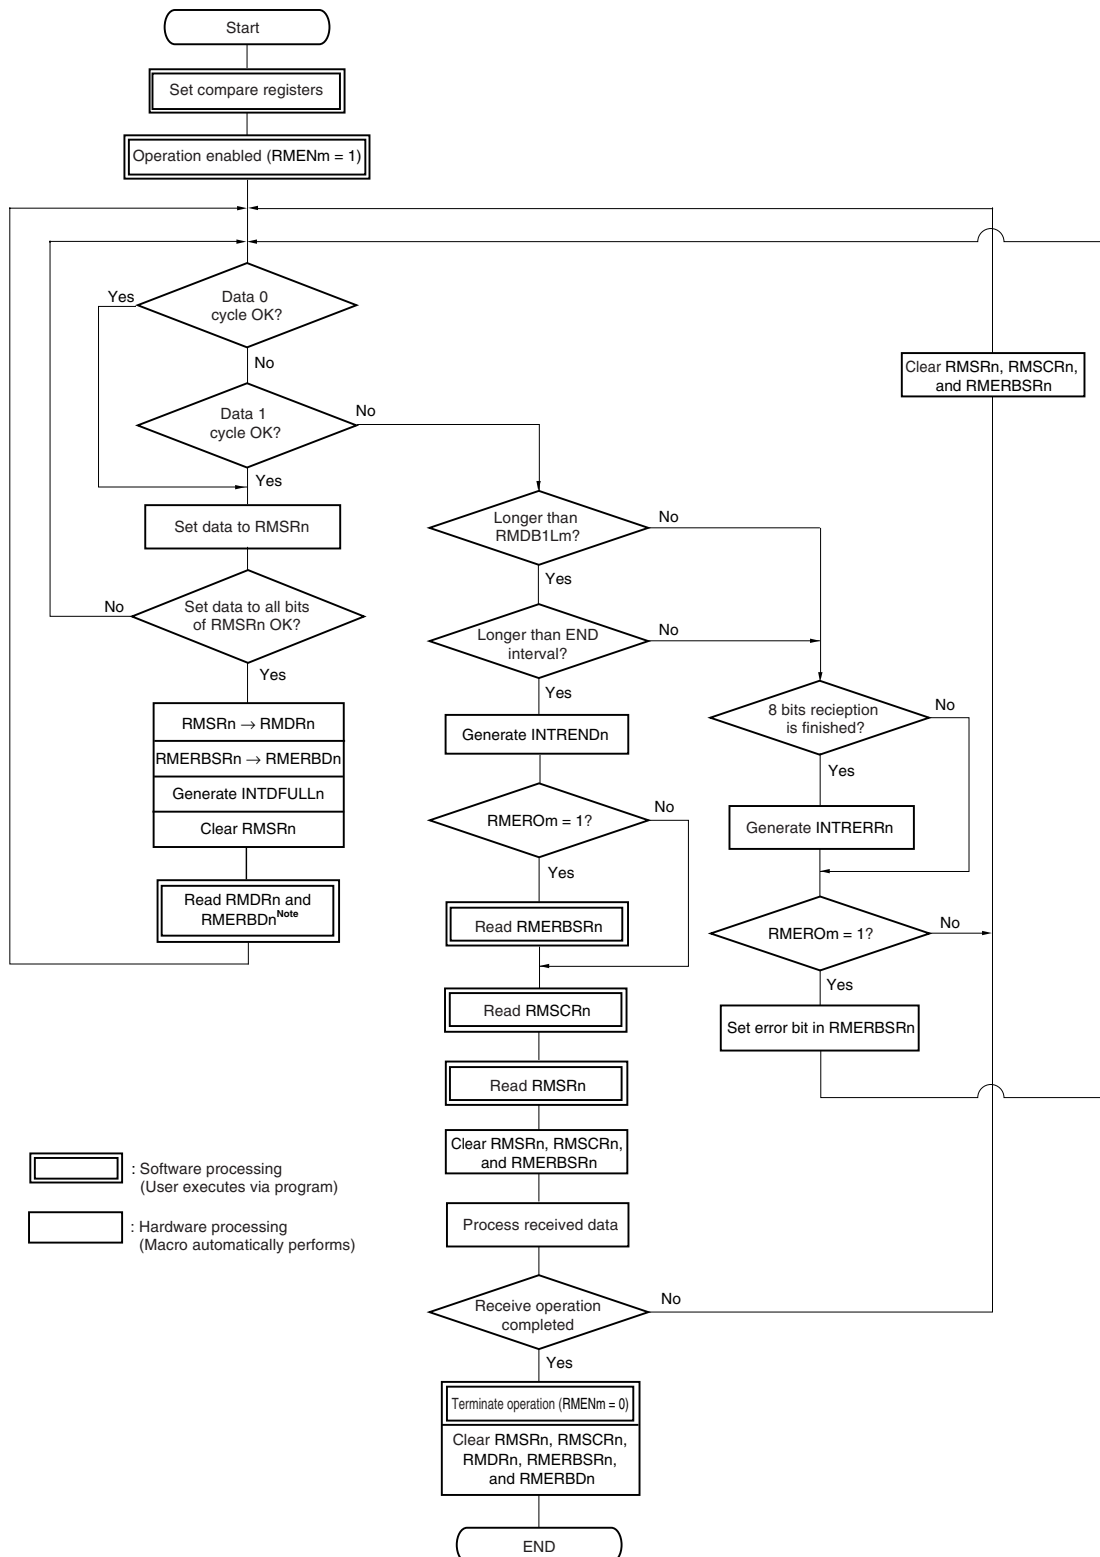 Start
Set compare registers
Operation enabled (RMENm = 1)
Yes
Data 0
cycle OK?
No
Clear RMSRn, RMSCRn,
and RMERBSRn
Data 1
cycle OK?
No
Yes
Set data to RMSRn
Longer than
RMDB1Lm?
No
Yes
No
Set data to all bits
of RMSRn OK?
Yes
Longer than END
interval?
No
Yes
RMSRn → RMDRn
RMERBSRn → RMERBDn
Generate INTDFULLn
Clear RMSRn
Read RMDRn and
RMERBDnNote
8 bits recieption
is finished?
No
Yes
Generate INTRENDn
RMEROm = 1?
No
Yes
Generate INTRERRn
Read RMERBSRn
RMEROm = 1?
No
Yes
Set error bit in RMERBSRn
Read RMSCRn
Read RMSRn
Clear RMSRn, RMSCRn,
and RMERBSRn
: Software processing
(User executes via program)
: Hardware processing
(Macro automatically performs)
Process received data
Receive operation
completed
No
Yes
Terminate operation (RMENm = 0)
Clear RMSRn, RMSCRn,
RMDRn, RMERBSRn,
and RMERBDn
END